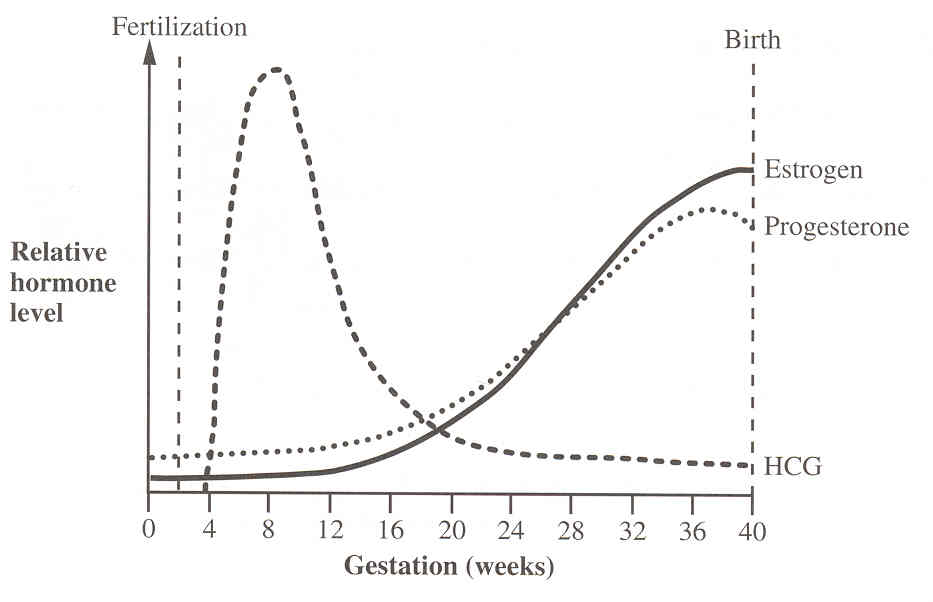 Fertilization
Birth
Estrogen
Progesterone
Relative
hormone
level
HCG
0 4 8 12 16 20 24 28 32 36 40
Gestation (weeks)